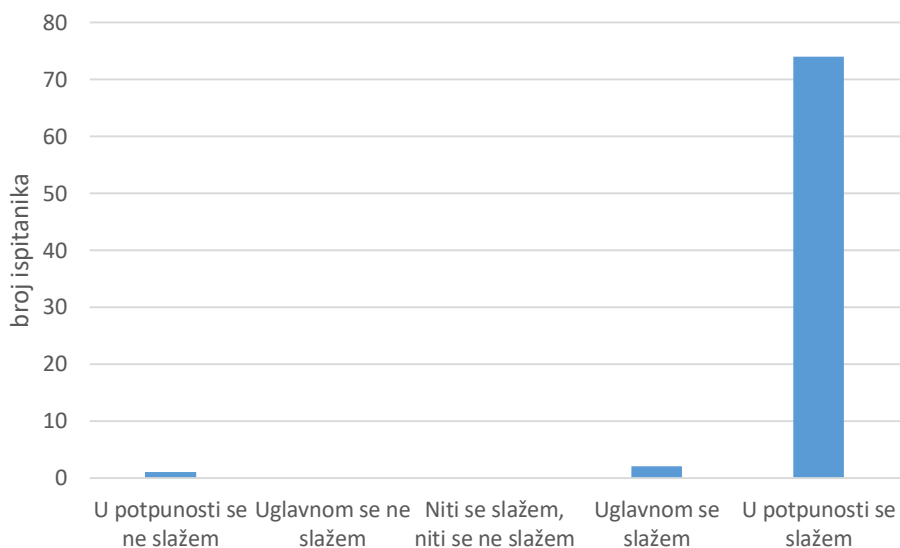 80
70
60
50
40
30
20
10
0
broj ispitanika
U potpunosti se
ne slažem
Uglavnom se ne
slažem
Niti se slažem,
niti se ne slažem
Uglavnom se
slažem
U potpunosti se
slažem